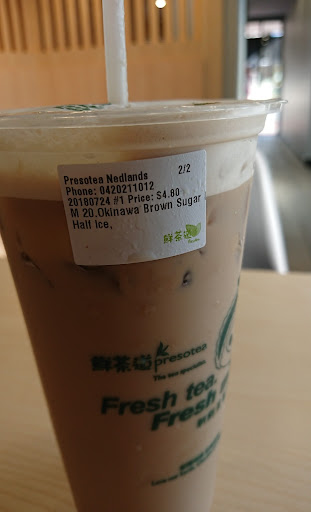 Presotea Nedlands 2/2
Phone: 0420211012
20180724 #1 Price: $4.80
M 20.Okinawa Brown Sugar
Half Ice,
鮮茶道
鮮茶道 presotea
The tea specialist
Fresh tea.
Fresh